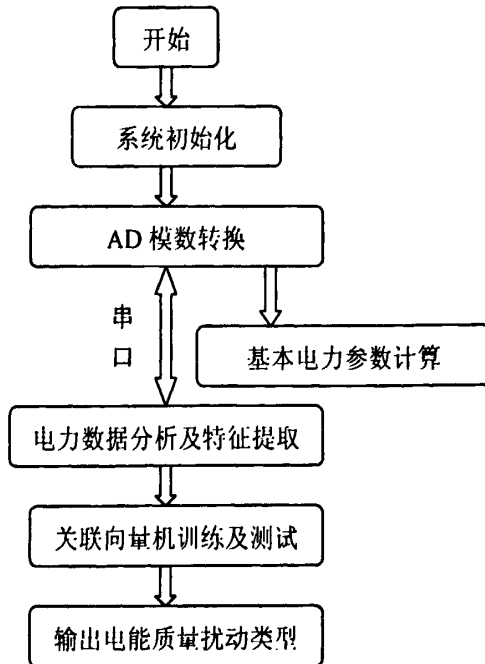 开始
系统初始化
AD 模数转换
串
口
基本电力参数计算
电力数据分析及特征提取
关联向量机训练及测试
输出电能质量扰动类型